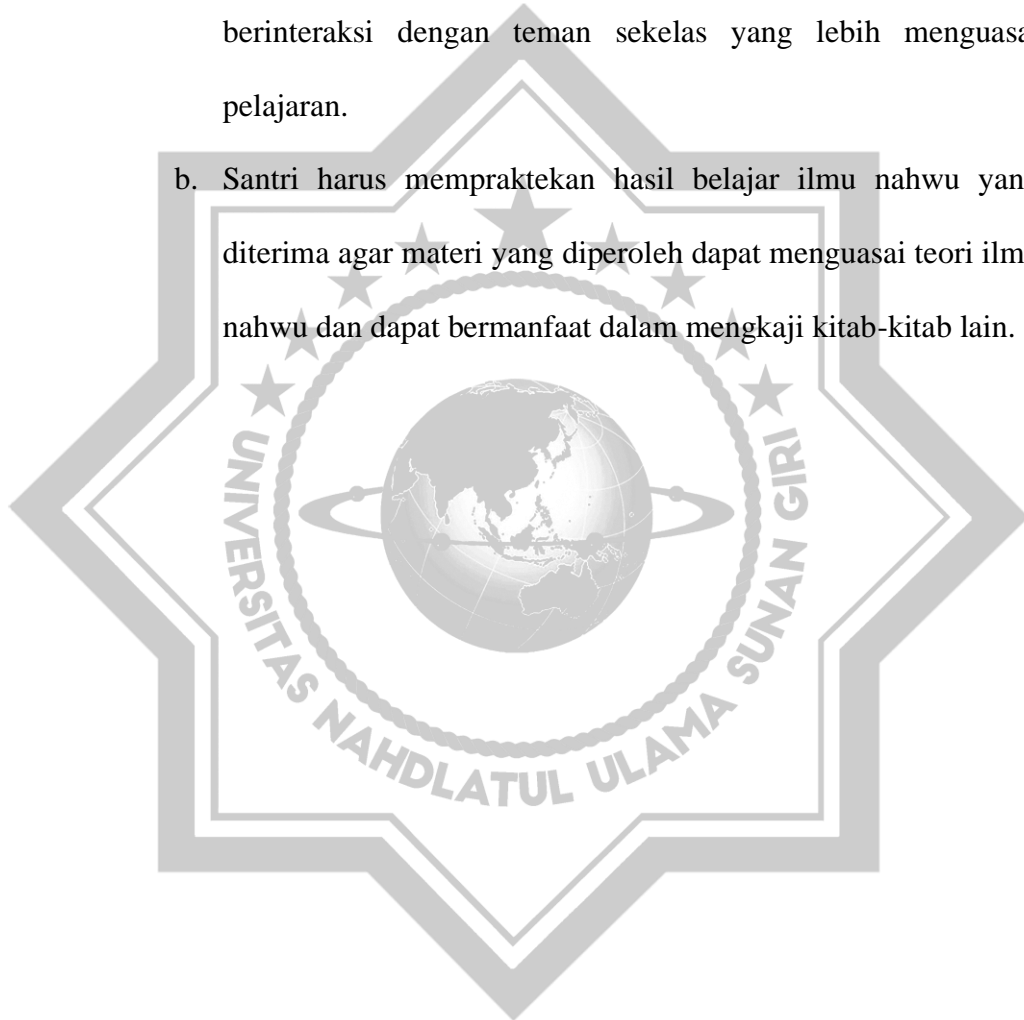 berinteraksi dengan teman sekelas yang lebih menguasa
pelajaran.
b. Santri harus mempraktekan hasil belajar ilmu nahwu yan
diterima agar materi yang diperoleh dapat menguasai teori ilm
nahwu dan dapat bermanfaat dalam mengkaji kitab-kitab lain.
UNIVERSITAS NAHDLATUL ULAMA SUNAN GIRI